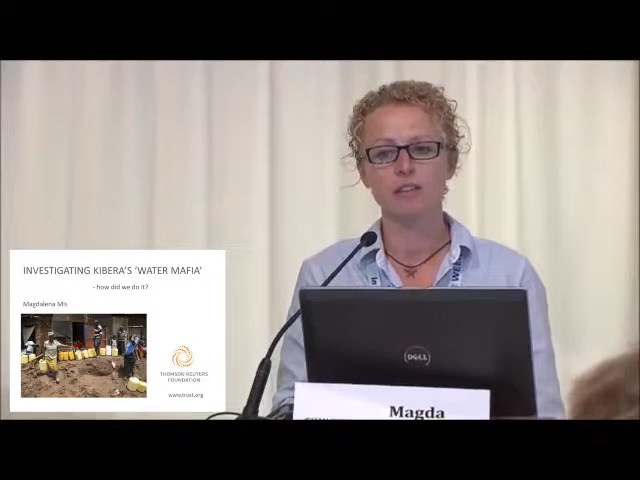 INVESTIGATING KIBERA'S 'WATER MAFIA'
- how did we do it?
Magdalena Mis
THOMSON REUTERS
FOUNDATION
www.trust.org
DELL
Magda